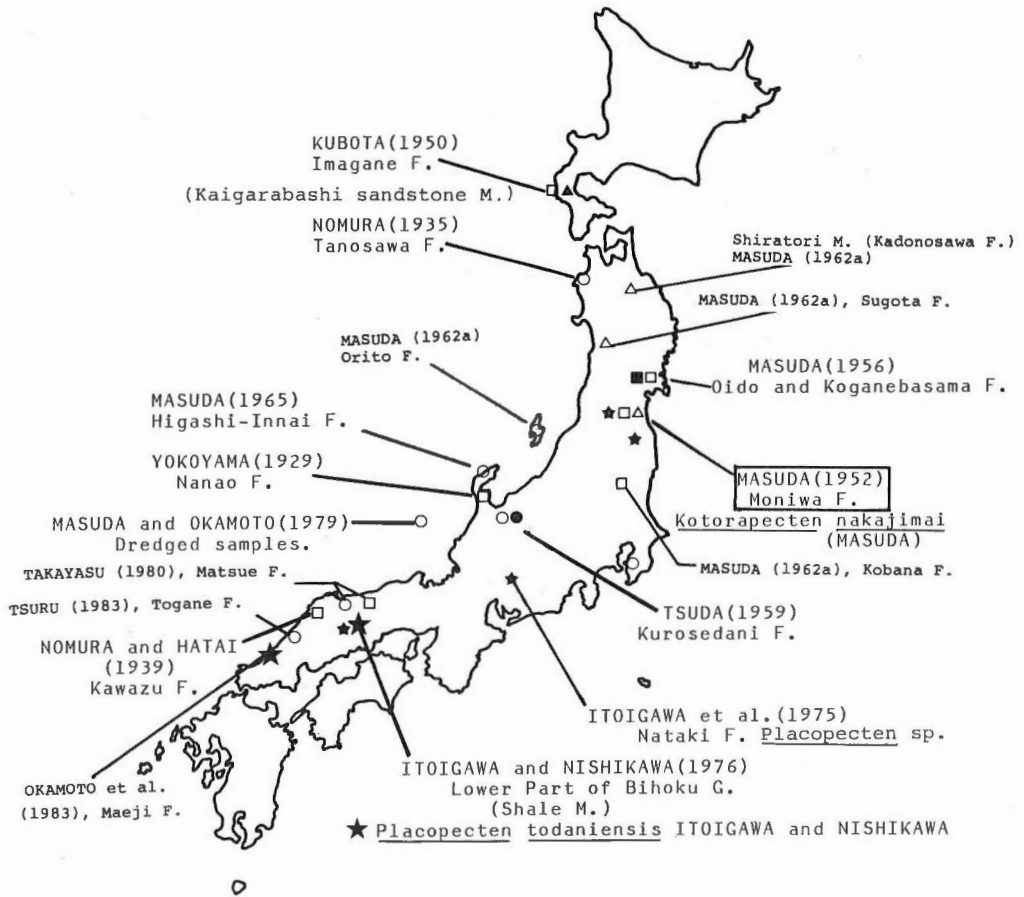 KUBOTA(1950)
Imagane F.
(Kaigarabashi sandstone M.)
NOMURA(1935)
Tanosawa F.
Shiratori M. (Kadonosawa F.)
MASUDA (1962a)
MASUDA (1962a), Sugota F.
MASUDA (1962a)
Orito F.
MASUDA(1956)
Oido and Koganebasama F.
MASUDA(1965)
Higashi-Innai F.
YOKOYAMA(1929)
Nanao F.
MASUDA(1952)
Moniwa F.
Kotorapecten nakajimai
(MASUDA)
MASUDA and OKAMOTO(1979)
Dredged samples.
MASUDA (1962a), Kobana F.
TAKAYASU (1980), Matsue F.
TSURU (1983), Togane F.
TSUDA(1959)
Kurosedani F.
NOMURA and HATAI
(1939)
Kawazu F.
ITOIGAWA et al.(1975)
Nataki F. Placopecten sp.
ITOIGAWA and NISHIKAWA(1976)
Lower Part of Bihoku G.
(Shale M.)
OKAMOTO et al.
(1983), Maeji F.
★ Placopecten todaniensis ITOIGAWA and NISHIKAWA